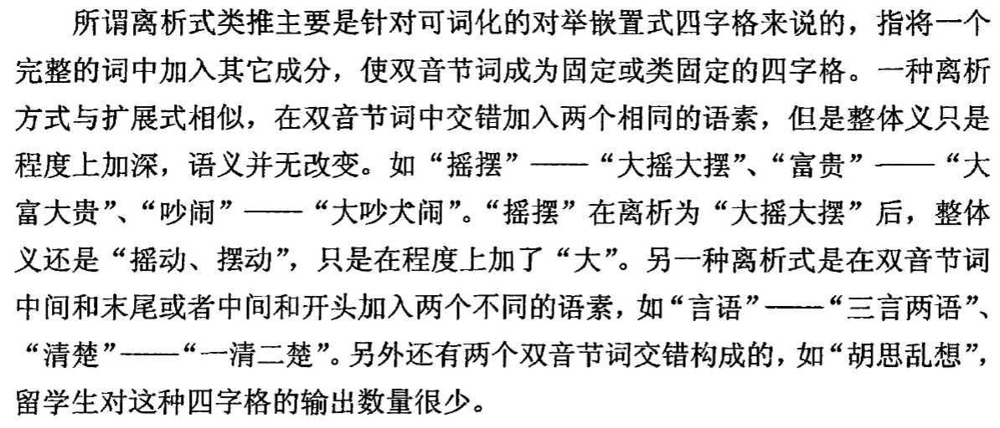 所谓离析式类推主要是针对可词化的对举嵌置式四字格来说的，指将一个
完整的词中加入其它成分，使双音节词成为固定或类固定的四字格。一种离析
方式与扩展式相似，在双音节词中交错加入两个相同的语素，但是整体义只是
程度上加深，语义并无改变。如“摇摆”——“大摇大摆”、“富贵”——“大
富大贵”、“吵闹”——“大吵大闹”。“摇摆”在离析为“大摇大摆”后，整体
义还是“摇动、摆动”，只是在程度上加了“大”。另一种离析式是在双音节词
中间和末尾或者中间和开头加入两个不同的语素，如“言语”——“三言两语”、
“清楚”——“一清二楚”。另外还有两个双音节词交错构成的，如“胡思乱想”，
留学生对这种四字格的输出数量很少。